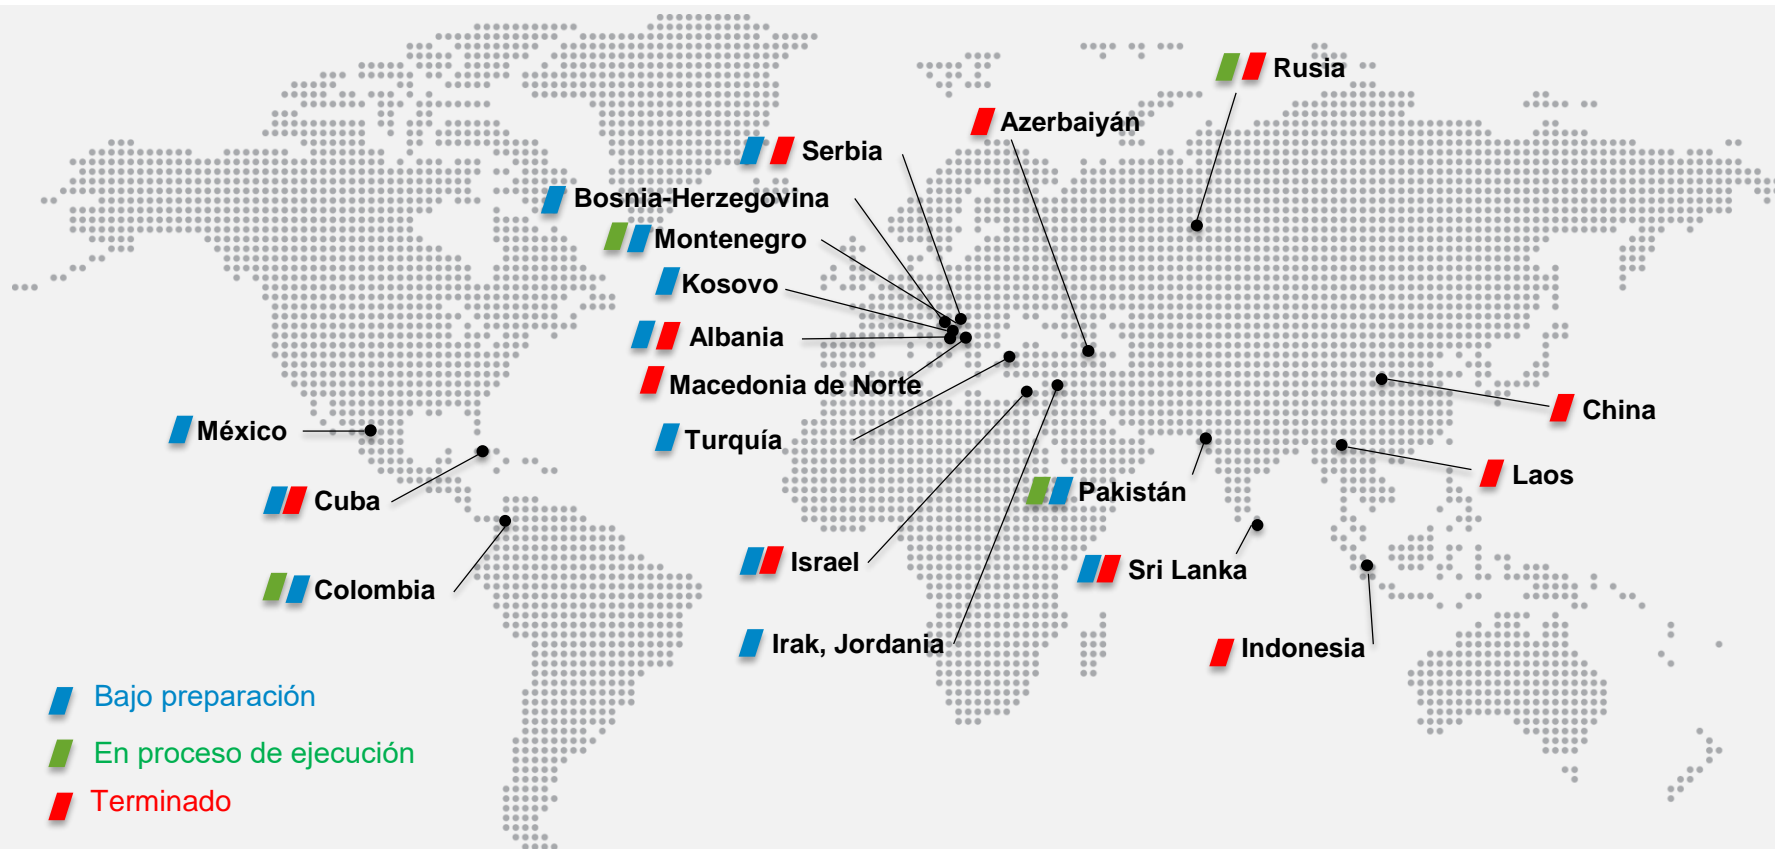 Rusia
Azerbaiyán
Serbia
Bosnia-Herzegovina
Montenegro
Kosovo
Albania
Macedonia de Norte
Turquía
México
China
Laos
Cuba
Pakistán
Israel
Sri Lanka
Colombia
Irak, Jordania
Indonesia
Bajo preparación
En proceso de ejecución
Terminado